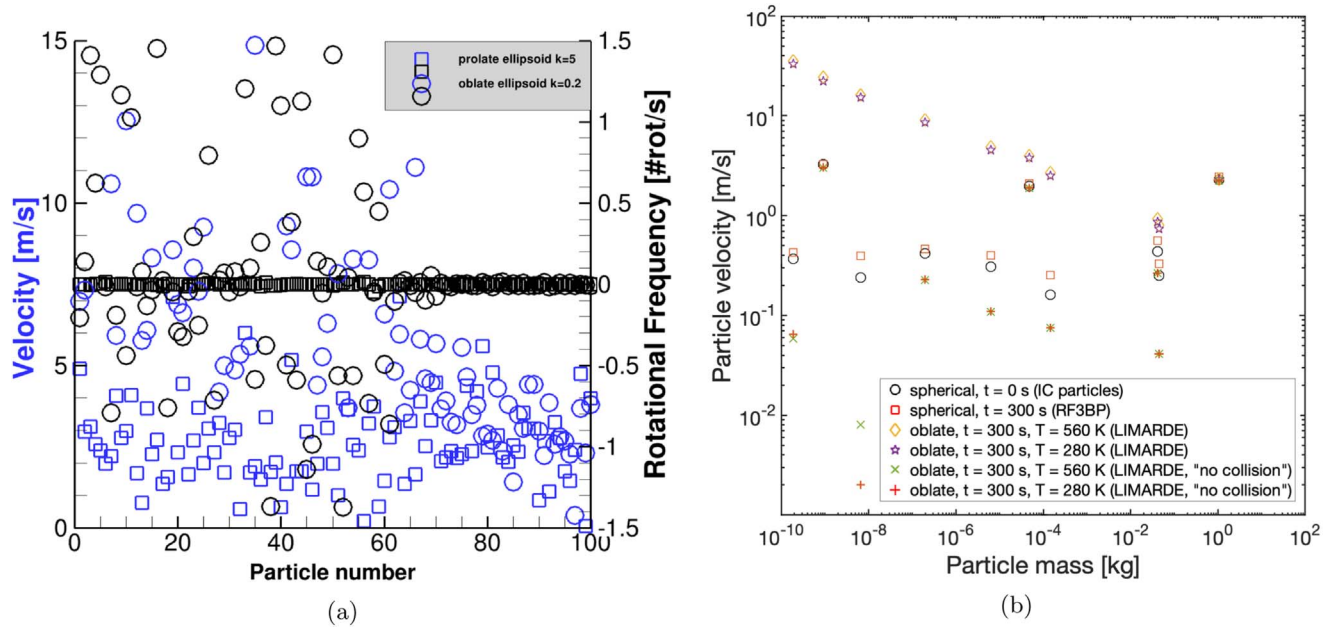 15
10
5
0
Velocity [m/s]
1.5
1
0.5
0
-0.5
-1
-1.5
Rotational Frequency [#rot/s]
prolate ellipsoid k=5
oblate ellipsoid k=0.2
0 20 40 60 80 100
Particle number
(a)
10^2
10^1
10^0
10^-1
10^-2
Particle velocity [m/s]
spherical, t = 0 s (IC particles)
spherical, t = 300 s (RF3BP)
oblate, t = 300 s, T = 560 K (LIMARDE)
oblate, t = 300 s, T = 280 K (LIMARDE)
oblate, t = 300 s, T = 560 K (LIMARDE, "no collision")
oblate, t = 300 s, T = 280 K (LIMARDE, "no collision")
10^-10 10^-8 10^-6 10^-4 10^-2 10^0 10^2
Particle mass [kg]
(b)